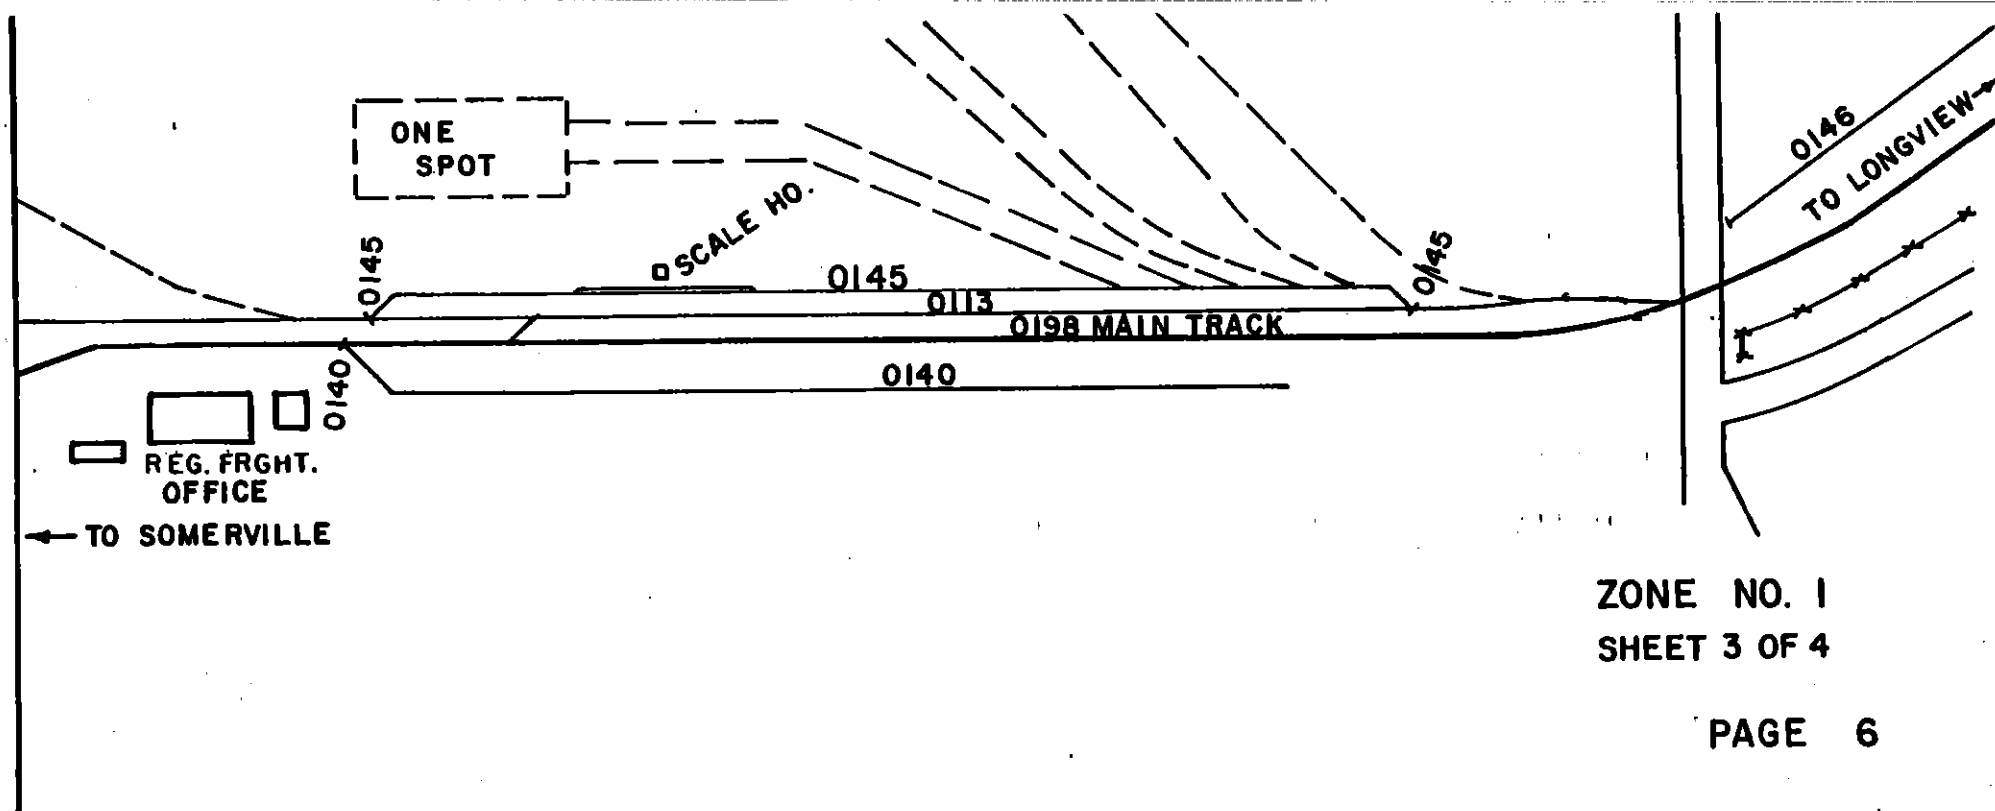 ONE
SPOT
SCALE HO.
0146
TO LONGVIEW
0145
0145
0145
0113
0198 MAIN TRACK
0140
0140
REG. FRGHT.
OFFICE
TO SOMERVILLE
ZONE NO. 1
SHEET 3 OF 4
PAGE 6